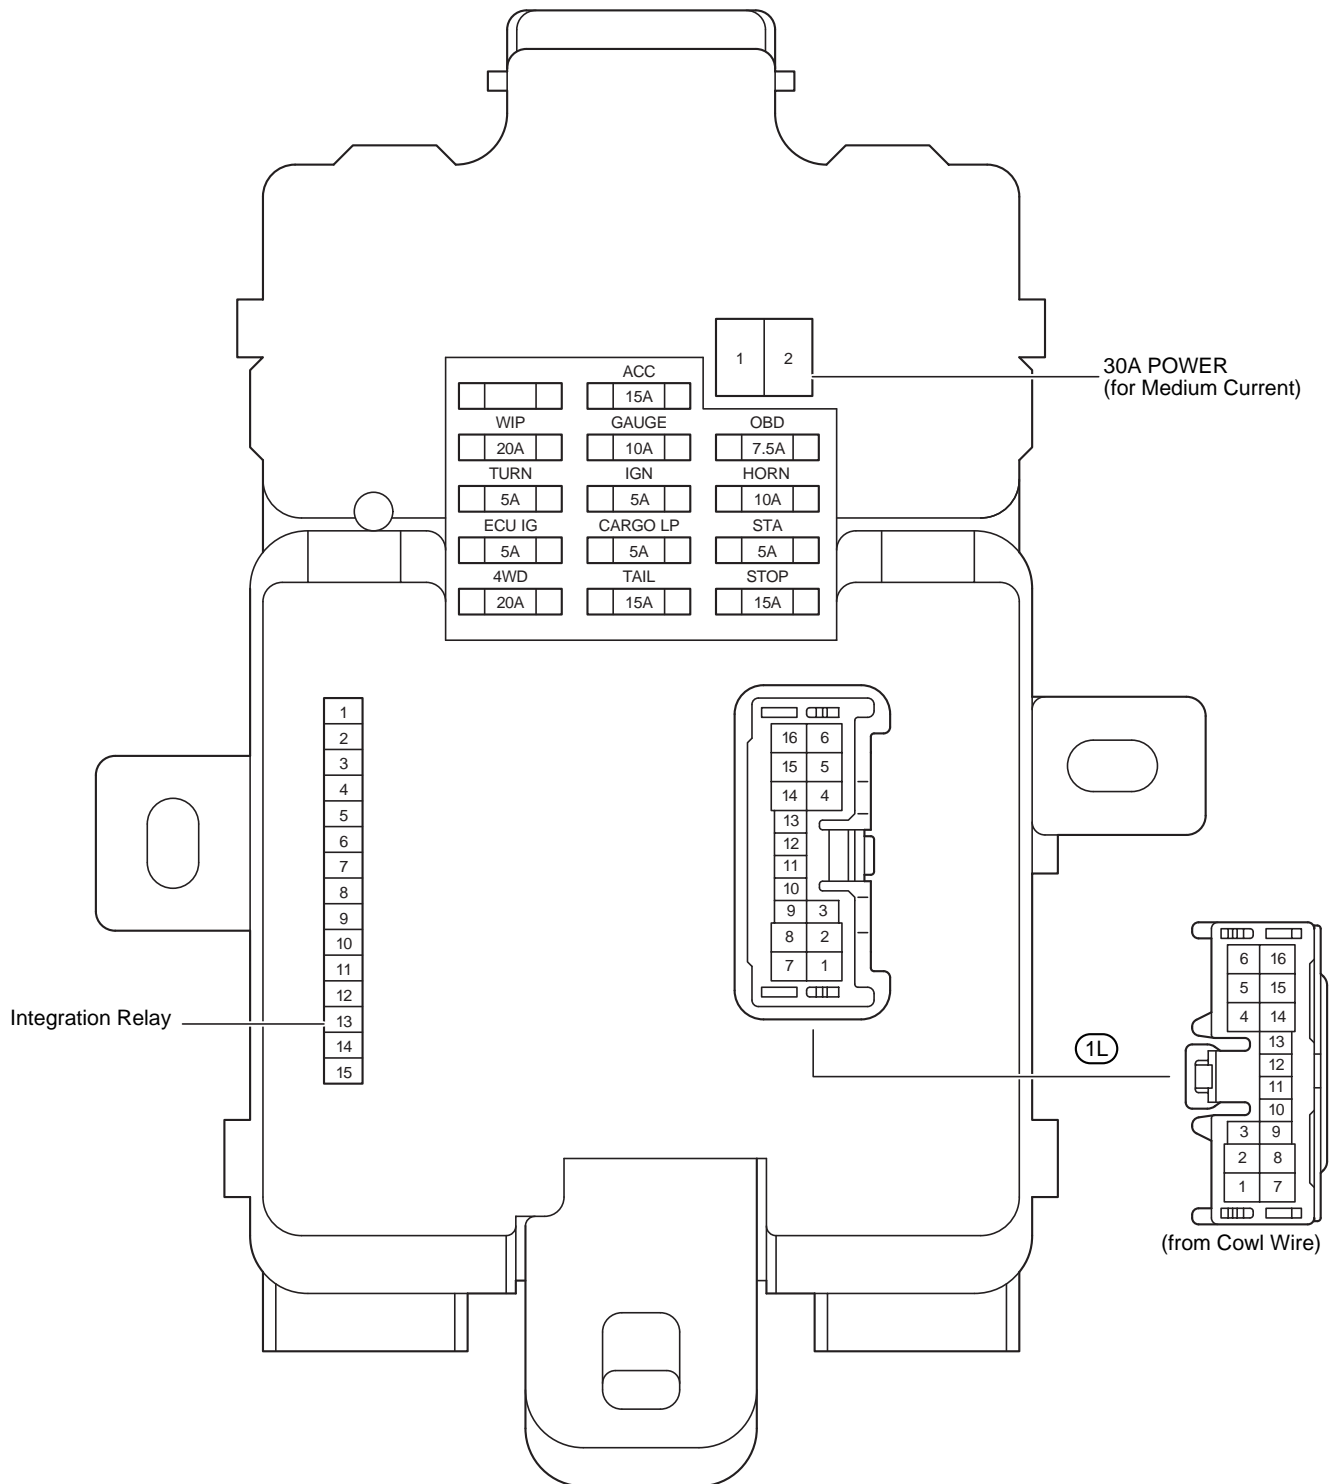 1 2
30A POWER
(for Medium Current)
ACC
15A
WIP GAUGE OBD
20A 10A 7.5A
TURN IGN HORN
5A 5A 10A
ECU IG CARGO LP STA
5A 5A 5A
4WD TAIL STOP
20A 15A 15A
1
2
3
4
5
6
7
8
9
10
11
12
13
14
15
Integration Relay
16 6
15 5
14 4
13
12
11
10
9 3
8 2
7 1
1L
6 16
5 15
4 14
13
12
11
10
3 9
2 8
1 7
(from Cowl Wire)